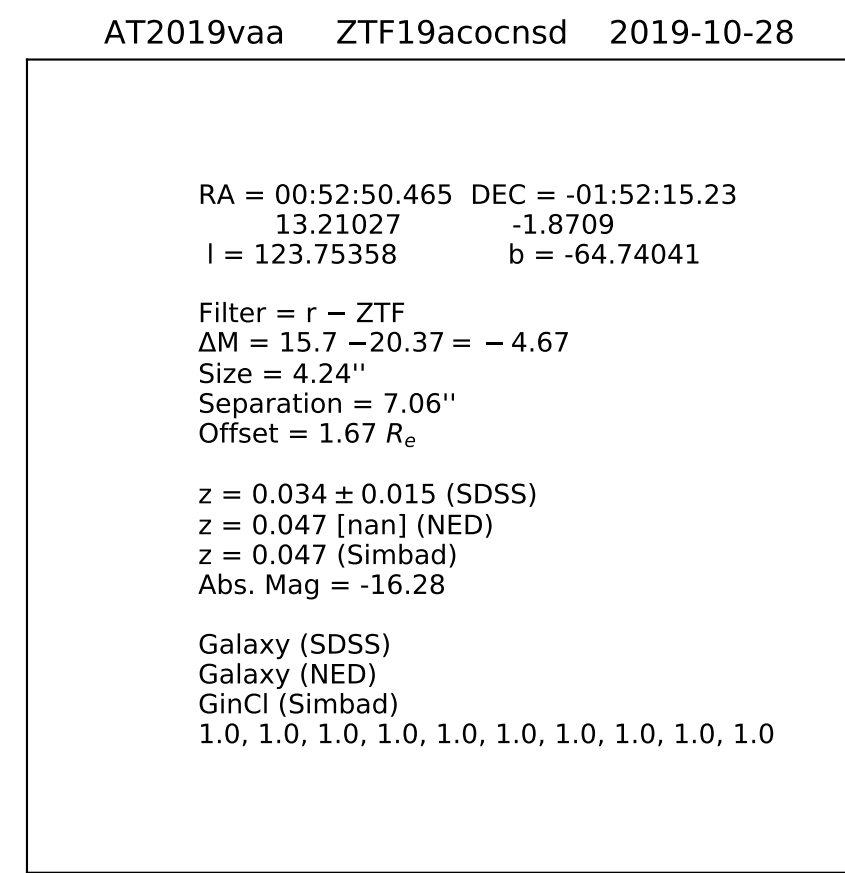 AT2019vaa ZTF19acocnsd 2019-10-28
RA = 00:52:50.465 DEC = -01:52:15.23
13.21027 -1.8709
l = 123.75358 b = -64.74041
Filter = r − ZTF
ΔM = 15.7 −20.37 = − 4.67
Size = 4.24''
Separation = 7.06''
Offset = 1.67 Rₑ
z = 0.034 ± 0.015 (SDSS)
z = 0.047 [nan] (NED)
z = 0.047 (Simbad)
Abs. Mag = -16.28
Galaxy (SDSS)
Galaxy (NED)
GinCl (Simbad)
1.0, 1.0, 1.0, 1.0, 1.0, 1.0, 1.0, 1.0, 1.0, 1.0